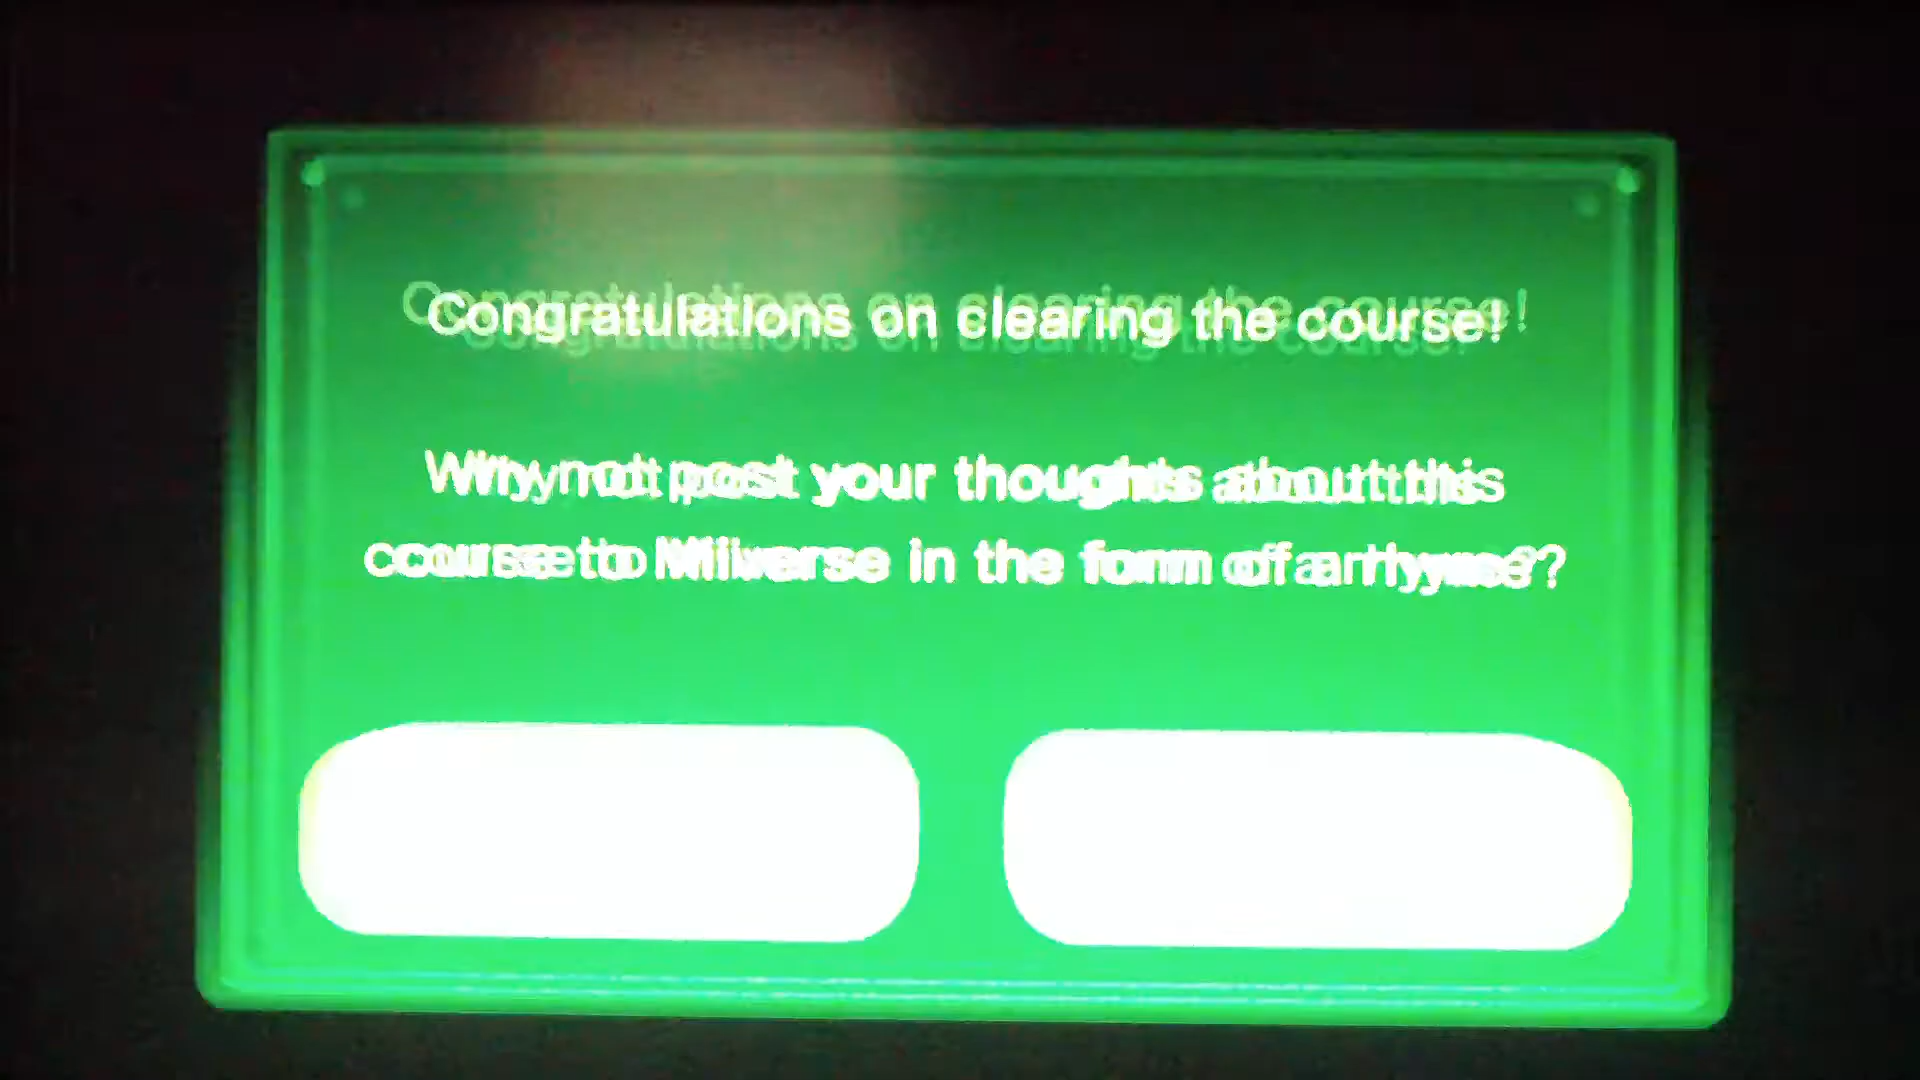 Congratulations on clearing the course!
Why not post your thoughts about this
course to Miiverse in the form of a rhyme?